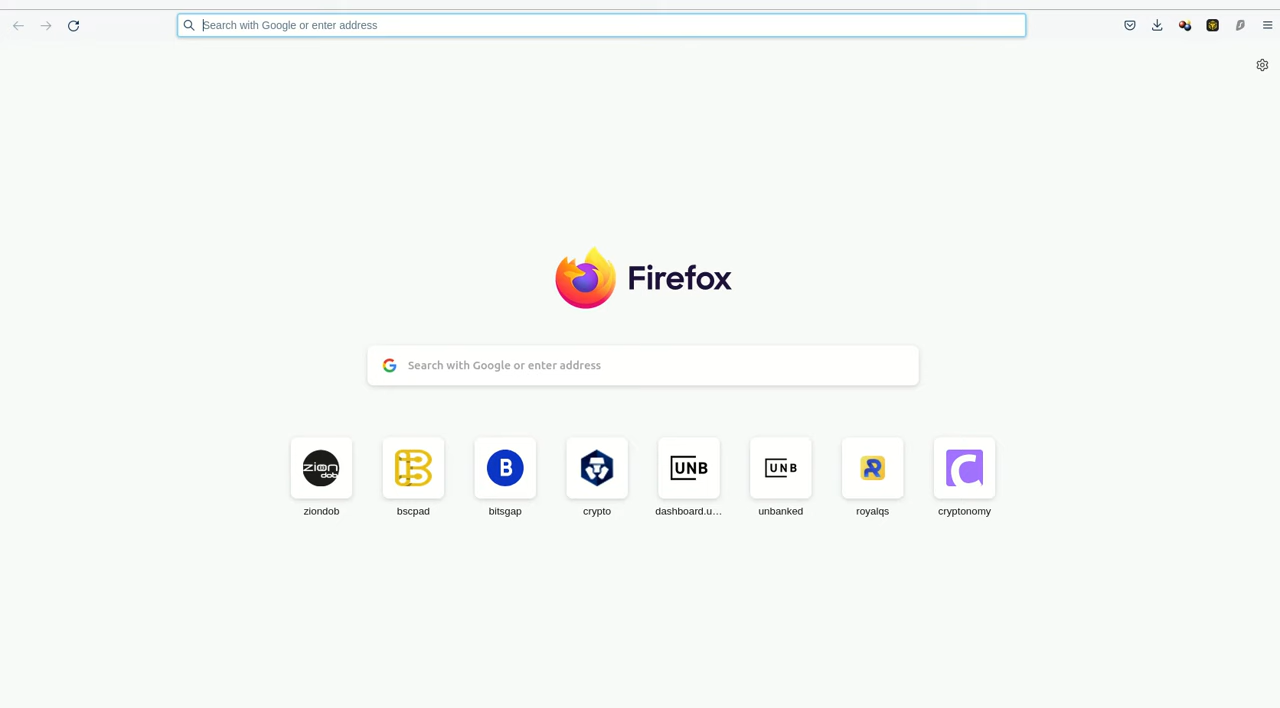 Search with Google or enter address
Firefox
Search with Google or enter address
zion
dob
B
UNB
UNB
R
ziondob
bscpad
bitsgap
crypto
dashboard.u...
unbanked
royalqs
cryptonomy